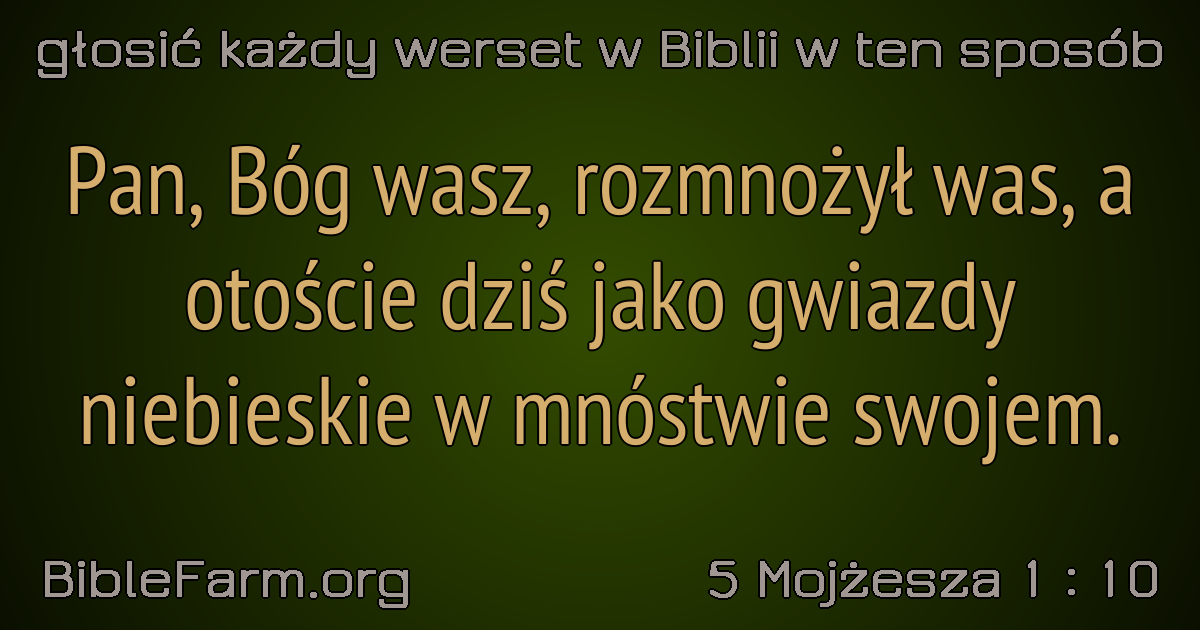 głosić każdy werset w Biblii w ten sposób
Pan, Bóg wasz, rozmnożył was, a
otoście dziś jako gwiazdy
niebieskie w mnóstwie swojem.
BibleFarm.org
5 Mojżesza 1 : 10